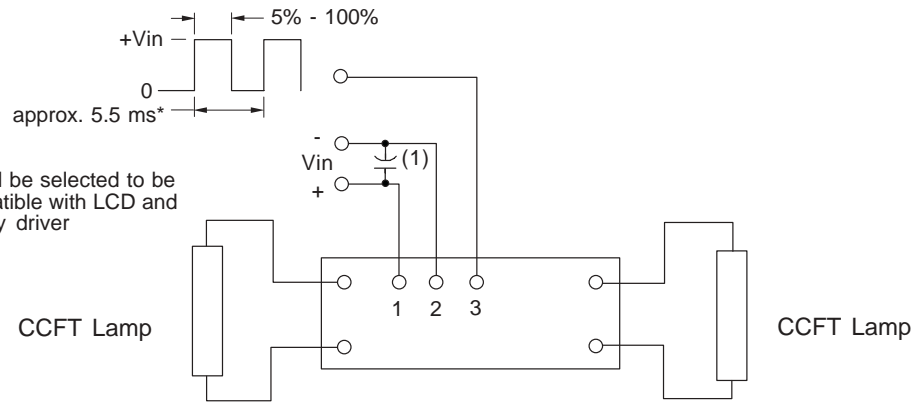 5% - 100%
+Vin
0
approx. 5.5 ms*
-
Vin
(1)
+
be selected to be
with LCD and
driver
1 2 3
CCFT Lamp
CCFT Lamp